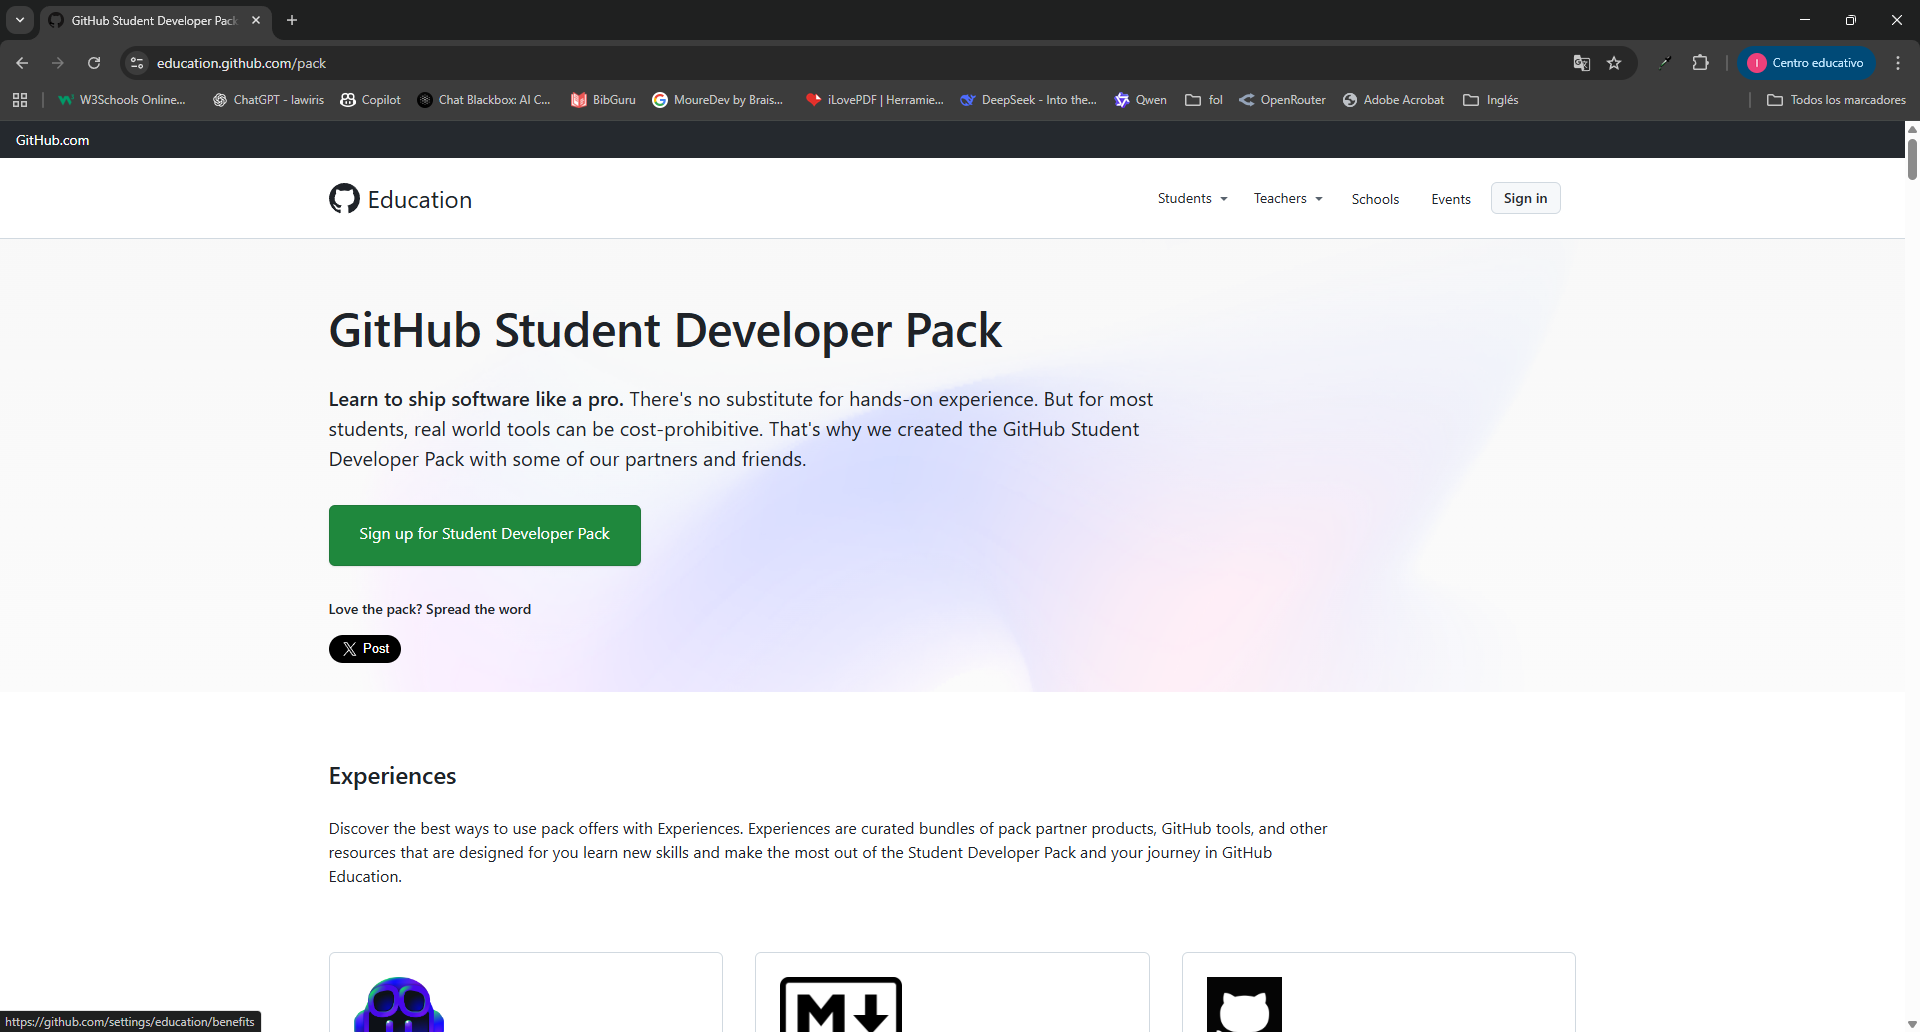 GitHub Student Developer Pack
education.github.com/pack
Centro educativo
W3Schools Online...
ChatGPT - lawiris
Copilot
Chat Blackbox: AI C...
BibGuru
MoureDev by Brais...
iLovePDF | Herramie...
DeepSeek - Into the...
Qwen
fol
OpenRouter
Adobe Acrobat
Inglés
Todos los marcadores
GitHub.com
Education
Students
Teachers
Schools
Events
Sign in
GitHub Student Developer Pack
Learn to ship software like a pro. There's no substitute for hands-on experience. But for most
students, real world tools can be cost-prohibitive. That's why we created the GitHub Student
Developer Pack with some of our partners and friends.
Sign up for Student Developer Pack
Love the pack? Spread the word
Post
Experiences
Discover the best ways to use pack offers with Experiences. Experiences are curated bundles of pack partner products, GitHub tools, and other
resources that are designed for you learn new skills and make the most out of the Student Developer Pack and your journey in GitHub
Education.
M
https://github.com/settings/education/benefits